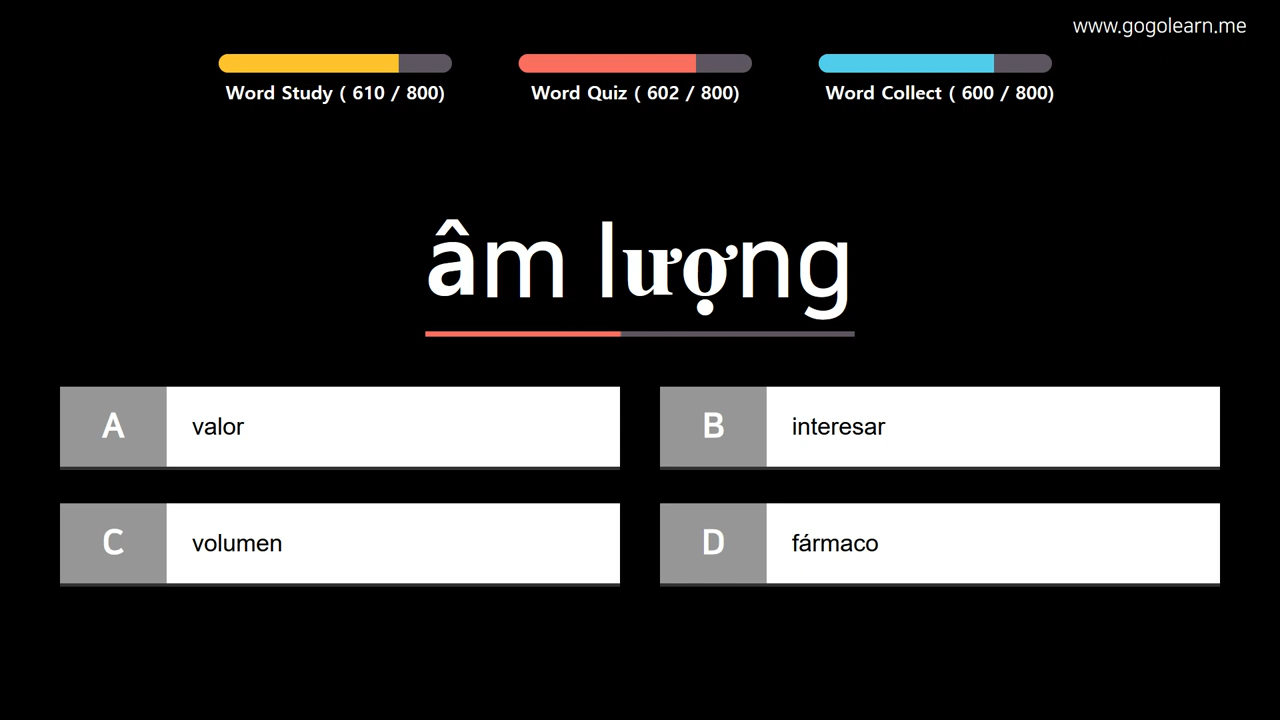 www.gogolearn.me
Word Study ( 610 / 800)
Word Quiz ( 602 / 800)
Word Collect ( 600 / 800)
âm lượng
A valor
B interesar
C volumen
D fármaco